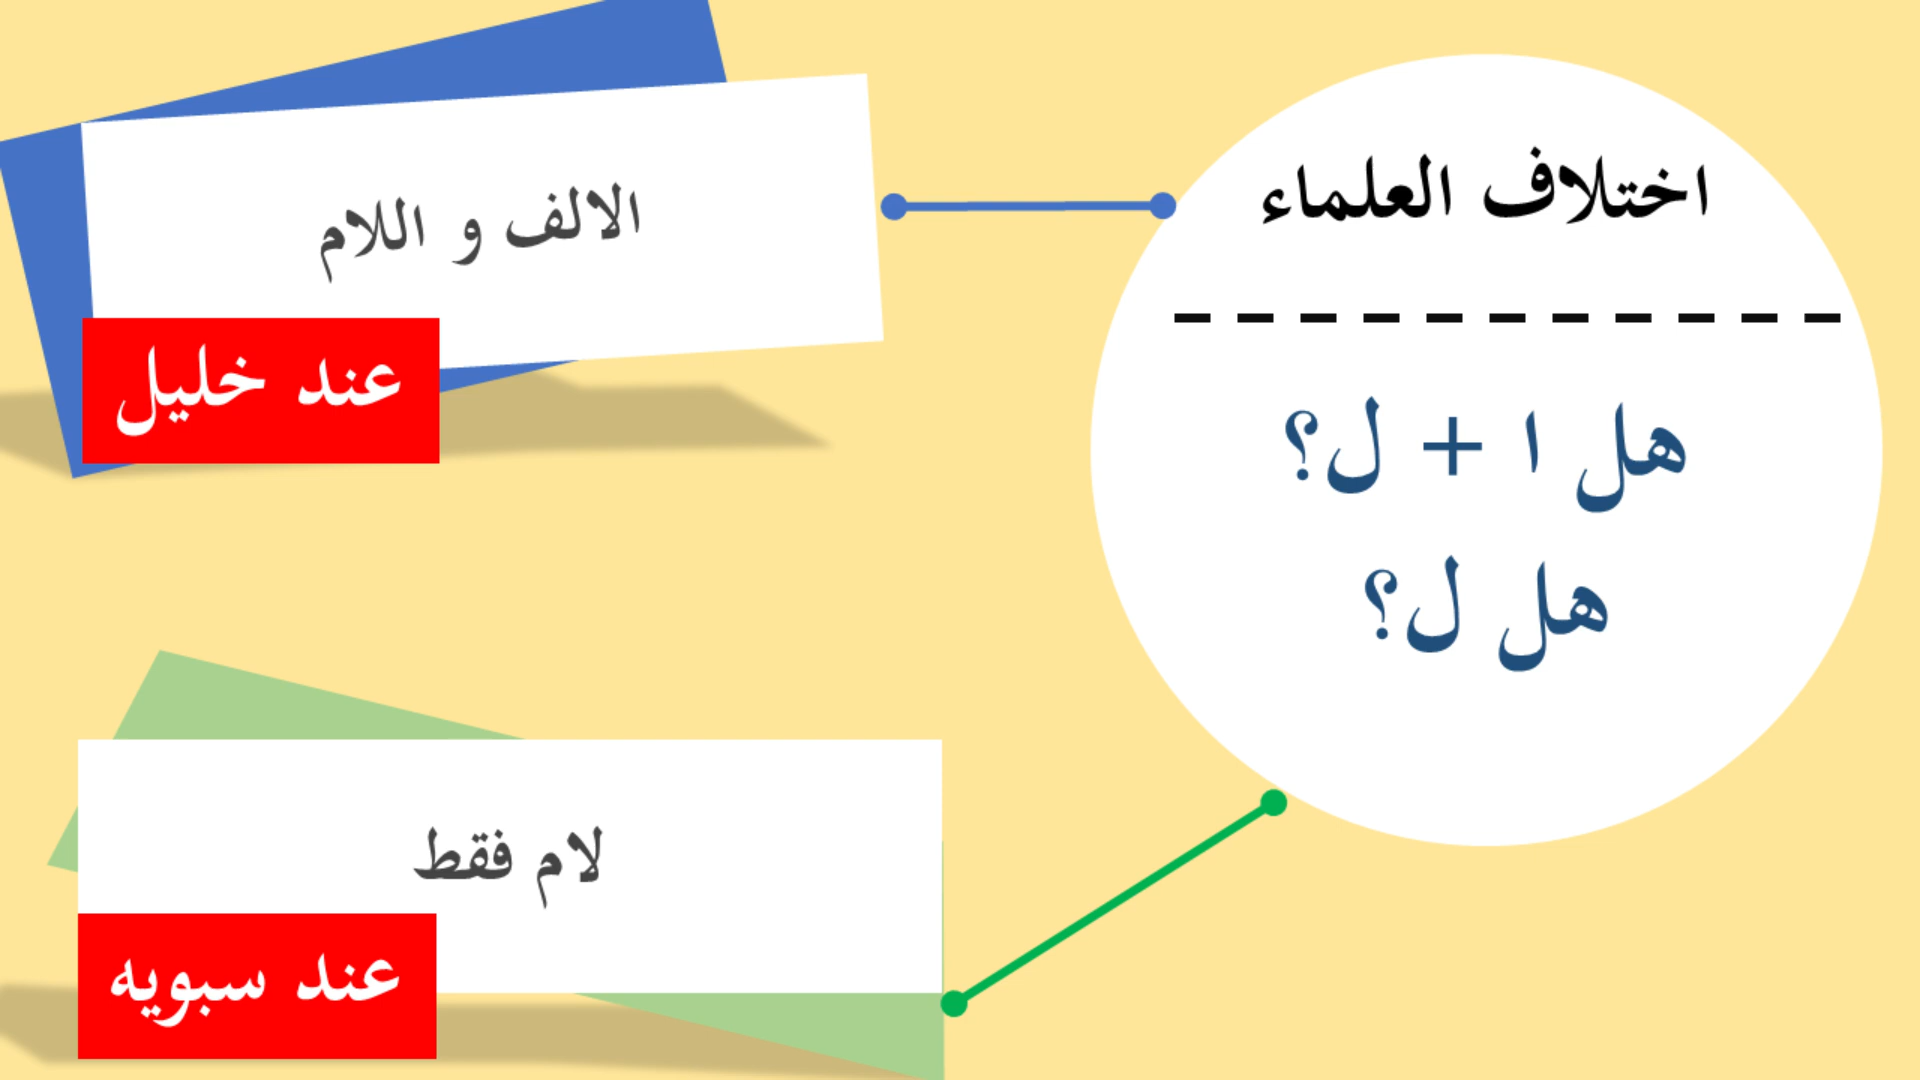 اختلاف العلماء
هل ا + ل؟
هل ل؟
الالف و اللام
عند خليل
لام فقط
عند سبويه